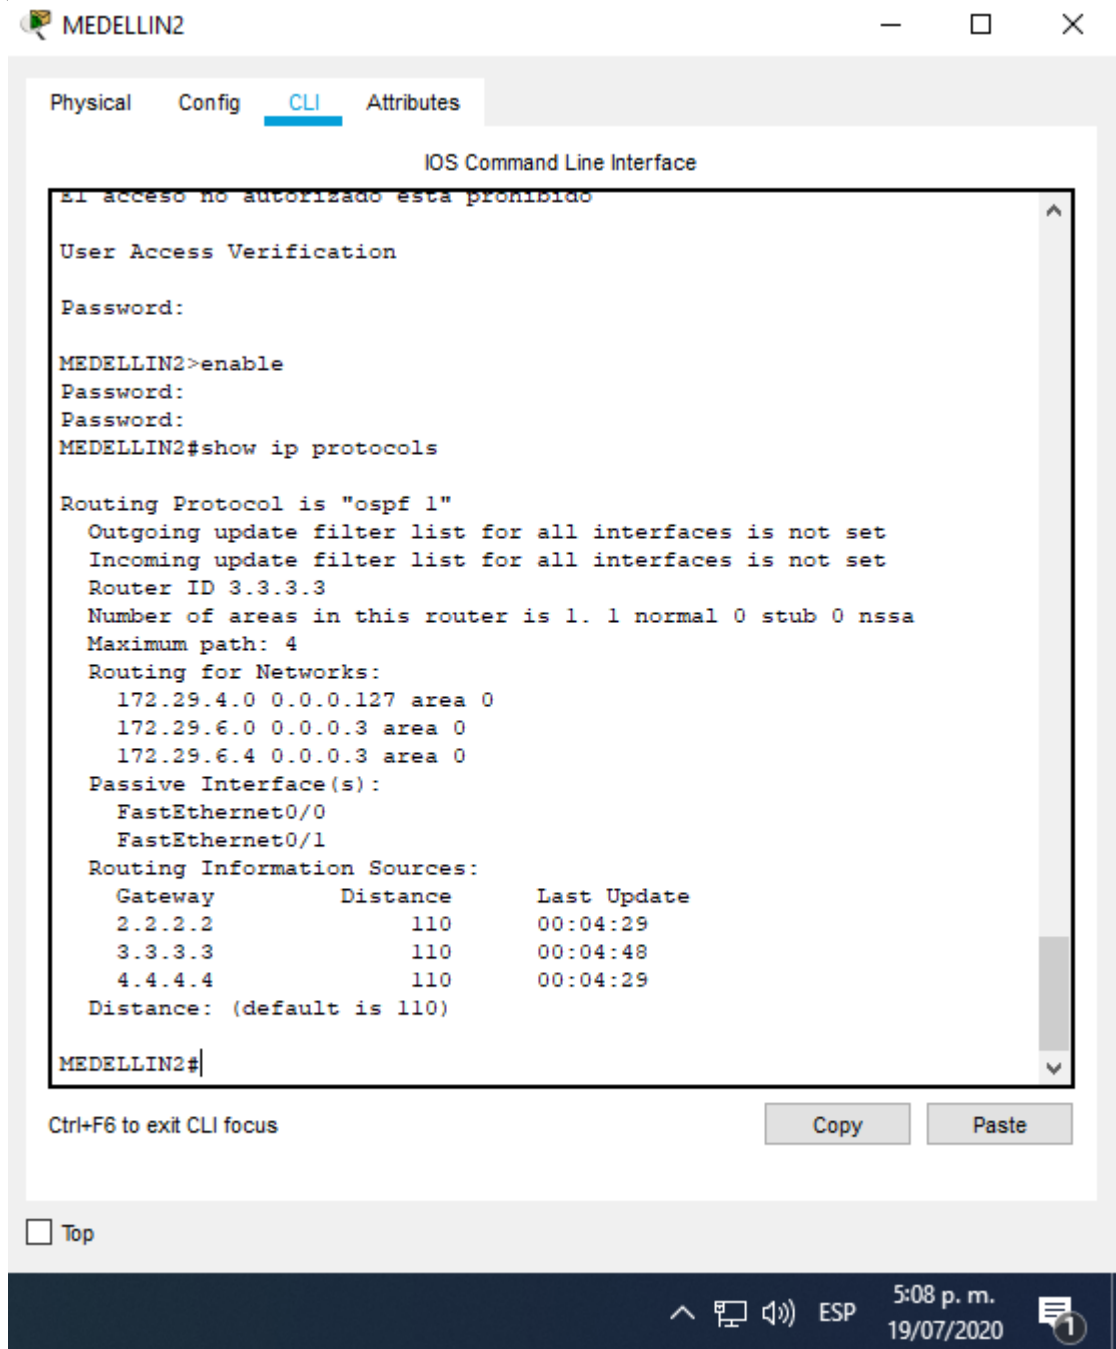 MEDELLIN2
Physical Config CLI Attributes
IOS Command Line Interface
El acceso no autorizado esta prohibido
User Access Verification
Password:
MEDELLIN2>enable
Password:
Password:
MEDELLIN2#show ip protocols
Routing Protocol is "ospf 1"
Outgoing update filter list for all interfaces is not set
Incoming update filter list for all interfaces is not set
Router ID 3.3.3.3
Number of areas in this router is 1. 1 normal 0 stub 0 nssa
Maximum path: 4
Routing for Networks:
172.29.4.0 0.0.0.127 area 0
172.29.6.0 0.0.0.3 area 0
172.29.6.4 0.0.0.3 area 0
Passive Interface(s):
FastEthernet0/0
FastEthernet0/1
Routing Information Sources:
Gateway Distance Last Update
2.2.2.2 110 00:04:29
3.3.3.3 110 00:04:48
4.4.4.4 110 00:04:29
Distance: (default is 110)
MEDELLIN2#
Ctrl+F6 to exit CLI focus
Copy Paste
Top
ESP 5:08 p. m.
19/07/2020
1